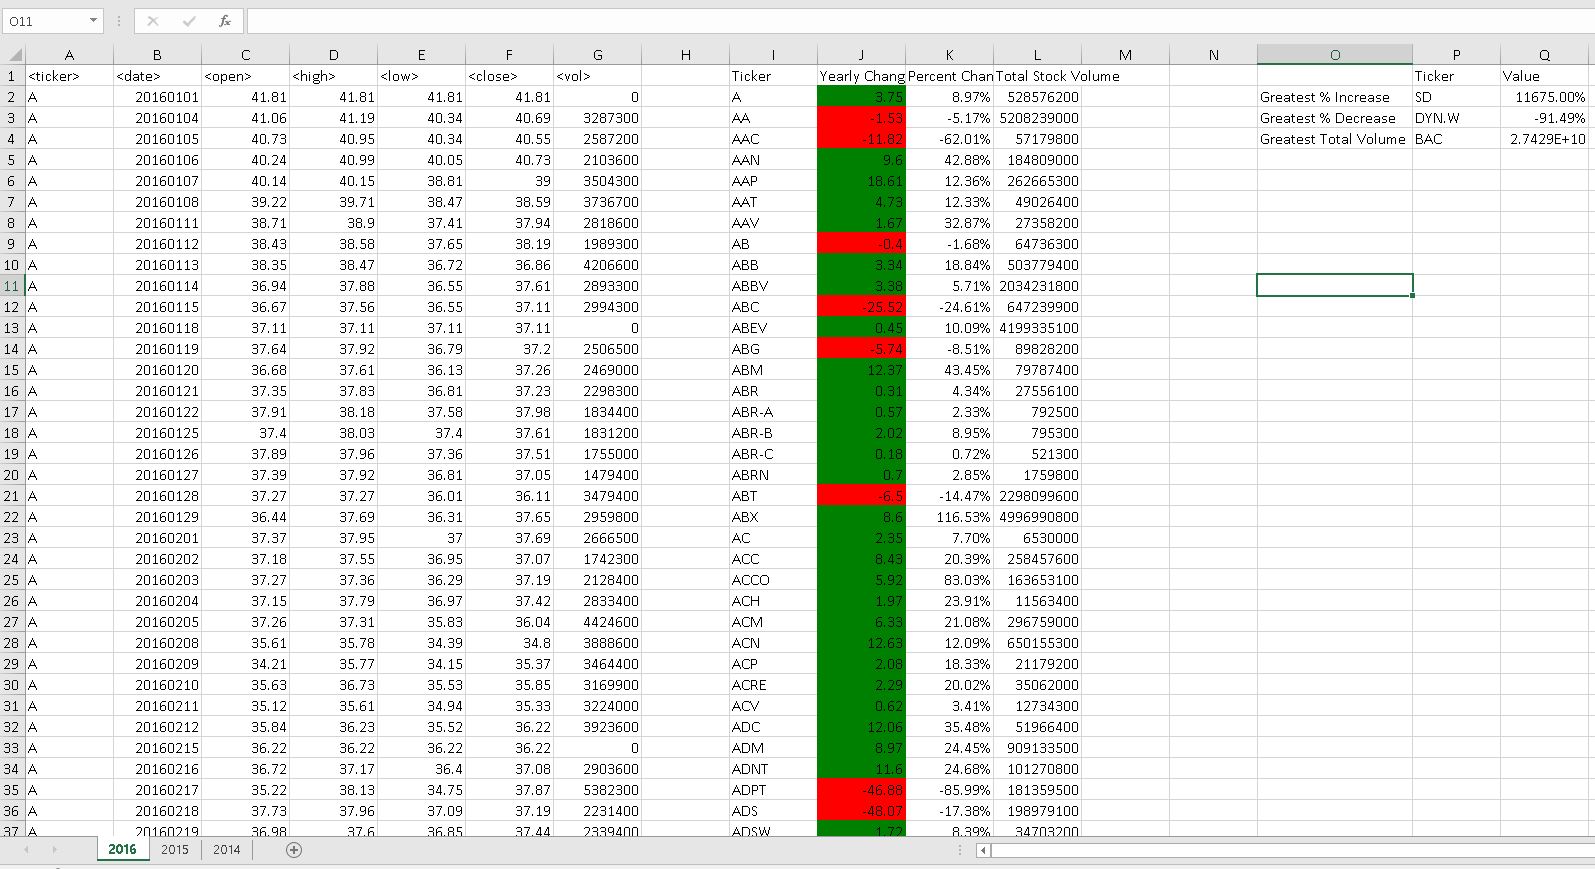 O11 fx
A B C D E F G H I J K L M N O P Q
1 <ticker> <date> <open> <high> <low> <close> <vol> Ticker Yearly Chang Percent Chan Total Stock Volume Ticker Value
2 A 20160101 41.81 41.81 41.81 41.81 0 A 3.75 8.97% 528576200 Greatest % Increase SD 11675.00%
3 A 20160104 41.06 41.19 40.34 40.69 3287300 AA -1.53 -5.17% 5208239000 Greatest % Decrease DYN.W -91.49%
4 A 20160105 40.73 40.95 40.34 40.55 2587200 AAC -11.82 -62.01% 57179800 Greatest Total Volume BAC 2.7429E+10
5 A 20160106 40.24 40.99 40.05 40.73 2103600 AAN 9.6 42.88% 184809000
6 A 20160107 40.14 40.15 38.81 39 3504300 AAP 18.61 12.36% 262665300
7 A 20160108 39.22 39.71 38.47 38.59 3736700 AAT 4.73 12.33% 49026400
8 A 20160111 38.71 38.9 37.41 37.94 2818600 AAV 1.67 32.87% 27358200
9 A 20160112 38.43 38.58 37.65 38.19 1989300 AB -0.4 -1.68% 64736300
10 A 20160113 38.35 38.47 36.72 36.86 4206600 ABB 3.34 18.84% 503779400
11 A 20160114 36.94 37.88 36.55 37.61 2893300 ABBV 3.38 5.71% 2034231800
12 A 20160115 36.67 37.56 36.55 37.11 2994300 ABC -25.52 -24.61% 647239900
13 A 20160118 37.11 37.11 37.11 37.11 0 ABEV 0.45 10.09% 4199335100
14 A 20160119 37.64 37.92 36.79 37.2 2506500 ABG -5.74 -8.51% 89828200
15 A 20160120 36.68 37.61 36.13 37.26 2469000 ABM 12.37 43.45% 79787400
16 A 20160121 37.35 37.83 36.81 37.23 2298300 ABR 0.31 4.34% 27556100
17 A 20160122 37.91 38.18 37.58 37.98 1834400 ABR-A 0.57 2.33% 792500
18 A 20160125 37.4 38.03 37.4 37.61 1831200 ABR-B 2.02 8.95% 795300
19 A 20160126 37.89 37.96 37.36 37.51 1755000 ABR-C 0.18 0.72% 521300
20 A 20160127 37.39 37.92 36.81 37.05 1479400 ABRN 0.7 2.85% 1759800
21 A 20160128 37.27 37.27 36.01 36.11 3479400 ABT -6.5 -14.47% 2298099600
22 A 20160129 36.44 37.69 36.31 37.65 2959800 ABX 8.6 116.53% 4996990800
23 A 20160201 37.37 37.95 37 37.69 2666500 AC 2.35 7.70% 6530000
24 A 20160202 37.18 37.55 36.95 37.07 1742300 ACC 8.43 20.39% 258457600
25 A 20160203 37.27 37.36 36.29 37.19 2128400 ACCO 5.92 83.03% 163653100
26 A 20160204 37.15 37.79 36.97 37.42 2833400 ACH 1.97 23.91% 11563400
27 A 20160205 37.26 37.31 35.83 36.04 4424600 ACM 6.33 21.08% 296759000
28 A 20160208 35.61 35.78 34.39 34.8 3888600 ACN 12.63 12.09% 650155300
29 A 20160209 34.21 35.77 34.15 35.37 3464400 ACP 2.08 18.33% 21179200
30 A 20160210 35.63 36.73 35.53 35.85 3169900 ACRE 2.29 20.02% 35062000
31 A 20160211 35.12 35.61 34.94 35.33 3224000 ACV 0.62 3.41% 12734300
32 A 20160212 35.84 36.23 35.52 36.22 3923600 ADC 12.06 35.48% 51966400
33 A 20160215 36.22 36.22 36.22 36.22 0 ADM 8.97 24.45% 909133500
34 A 20160216 36.72 37.17 36.4 37.08 2903600 ADNT 11.6 24.68% 101270800
35 A 20160217 35.22 38.13 34.75 37.87 5382300 ADPT -46.88 -85.99% 181359500
36 A 20160218 37.73 37.96 37.09 37.19 2231400 ADS -48.07 -17.38% 198979100
37 A 20160219 36.98 37.6 36.85 37.44 2339400 ADSW 1.72 8.39% 34703200
2016 2015 2014